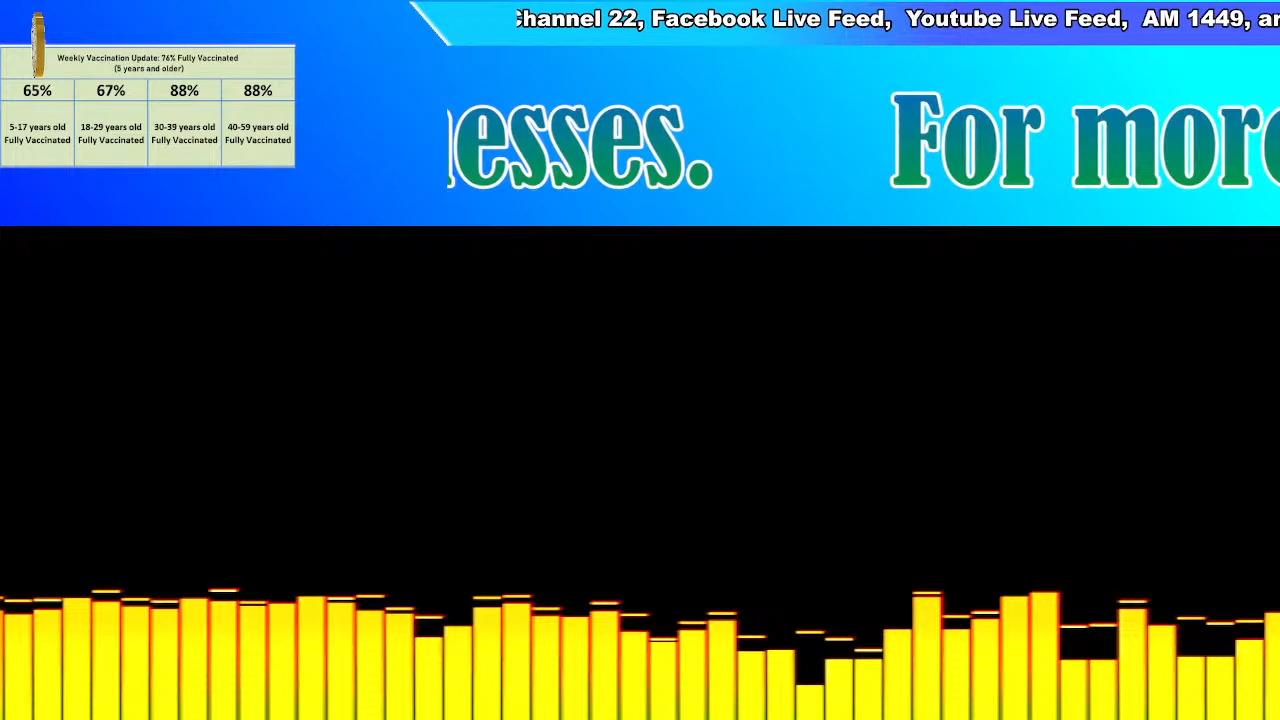 Channel 22, Facebook Live Feed, Youtube Live Feed, AM 1449,
Weekly Vaccination Update: 76% Fully Vaccinated
(5 years and older)
65% 67% 88% 88%
5-17 years old 18-29 years old 30-39 years old 40-59 years old
Fully Vaccinated Fully Vaccinated Fully Vaccinated Fully Vaccinated
esses. For more